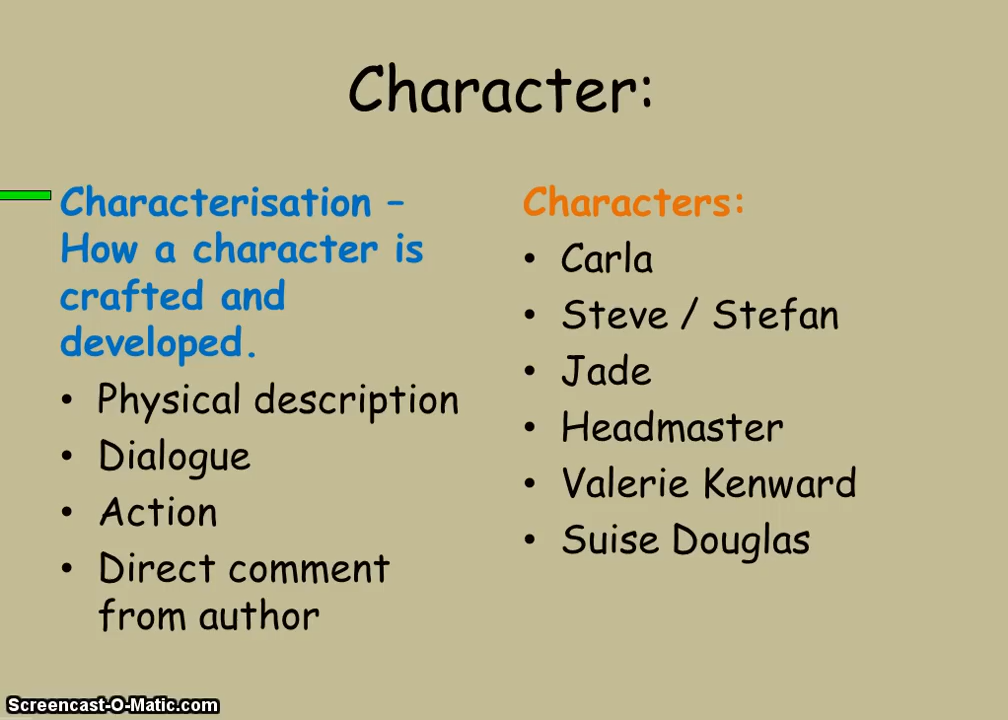 Character:
Characterisation –
How a character is
crafted and
developed.
• Physical description
• Dialogue
• Action
• Direct comment
from author
Characters:
• Carla
• Steve / Stefan
• Jade
• Headmaster
• Valerie Kenward
• Suise Douglas
Screencast-O-Matic.com